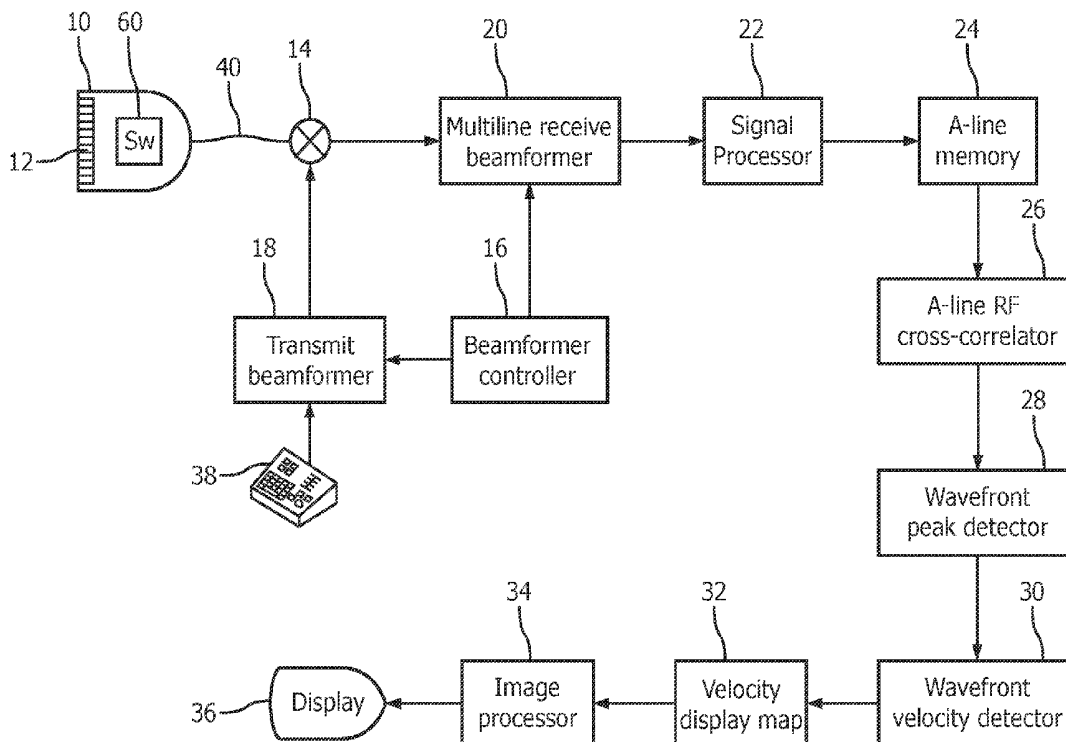 10
60
40
14
20
22
24
Sw
12
Multiline receive
beamformer
Signal
Processor
A-line
memory
18
16
26
Transmit
beamformer
Beamformer
controller
A-line RF
cross-correlator
38
28
Wavefront
peak detector
34
32
30
36
Display
Image
processor
Velocity
display map
Wavefront
velocity detector